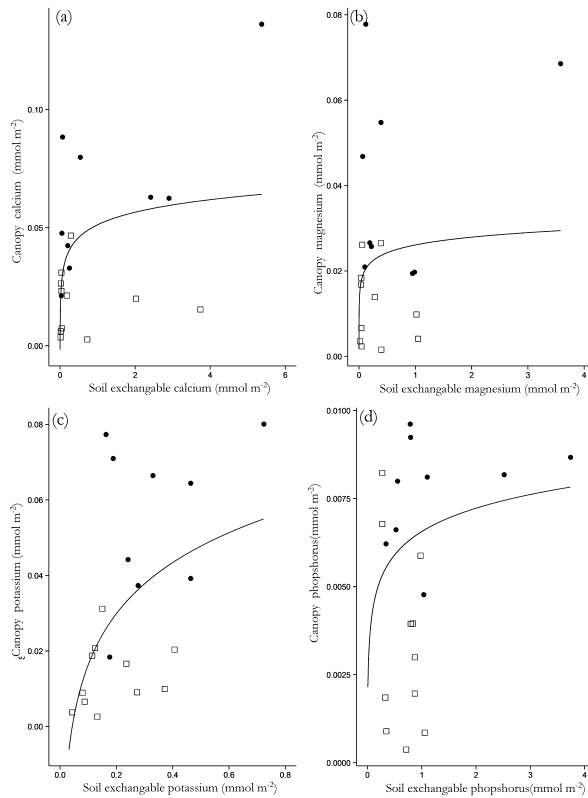 (a)
0.10
0.05
0.00
Canopy calcium (mmol m-2)
0 2 4 6
Soil exchangable calcium (mmol m-2)
(b)
0.08
0.06
0.04
0.02
0.00
Canopy magnesium (mmol m-2)
0 1 2 3 4
Soil exchangable magnesium (mmol m-2)
(c)
0.08
0.06
0.04
0.02
0.00
ξCanopy potassium (mmol m-2)
0.0 0.2 0.4 0.6 0.8
Soil exchangable potassium (mmol m-2)
(d)
0.0100
0.0075
0.0050
0.0025
0.0000
Canopy phopshorus(mmol m-2)
0 1 2 3 4
Soil exchangable phopshorus(mmol m-2)